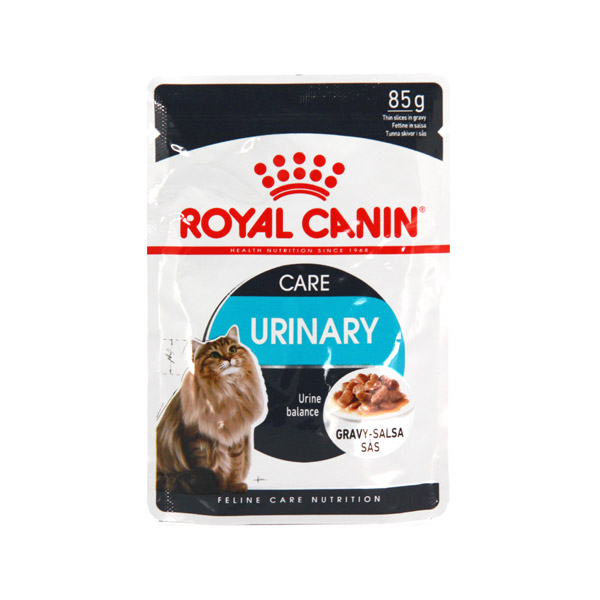 85g
Thin slices in gravy
Fettine in salsa
Tunna skivor i sås
ROYAL CANIN®
HEALTH NUTRITION SINCE 1968
CARE
URINARY
Urine
balance
GRAVY-SALSA
SÅS
FELINE CARE NUTRITION